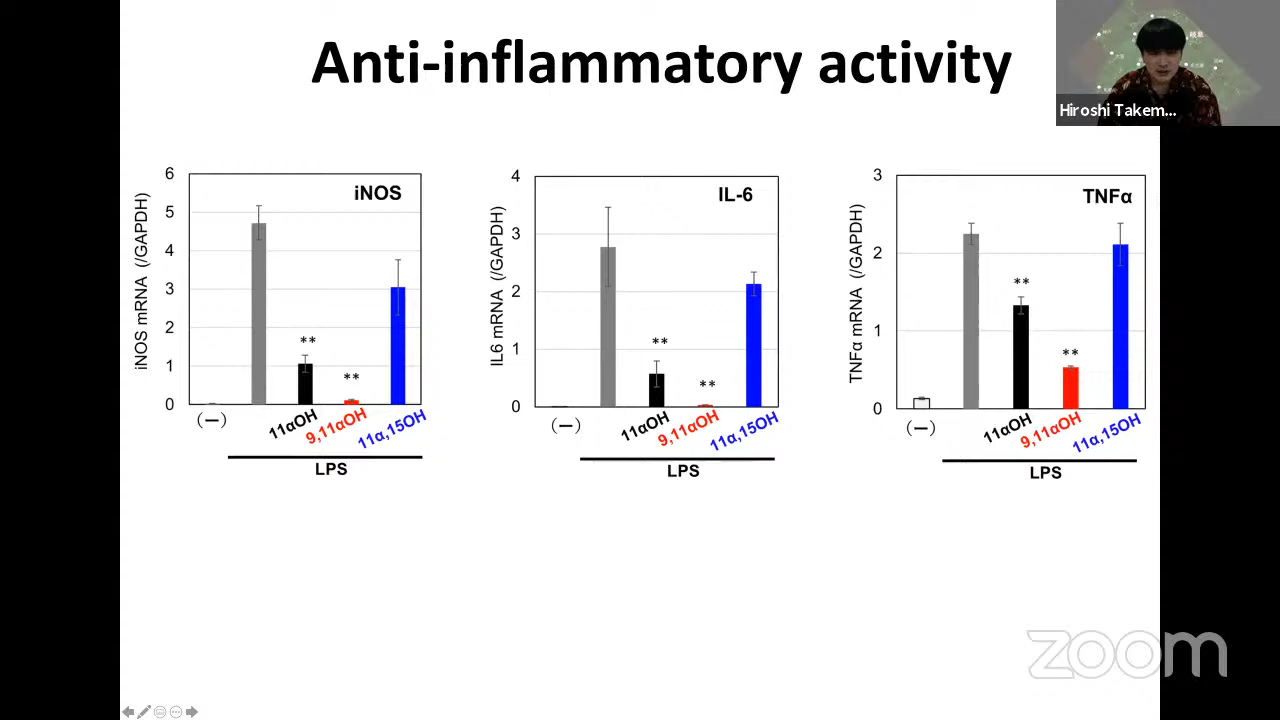 Anti-inflammatory activity
Hiroshi Takem...
iNOS mRNA (/GAPDH)
6
5
4
3
2
1
0
iNOS
**
**
(−)
11αOH
9,11αOH
11α,15OH
LPS
IL6 mRNA (/GAPDH)
4
3
2
1
0
IL-6
**
**
(−)
11αOH
9,11αOH
11α,15OH
LPS
TNFα mRNA (/GAPDH)
3
2
1
0
TNFα
**
**
(−)
11αOH
9,11αOH
11α,15OH
LPS
zoom